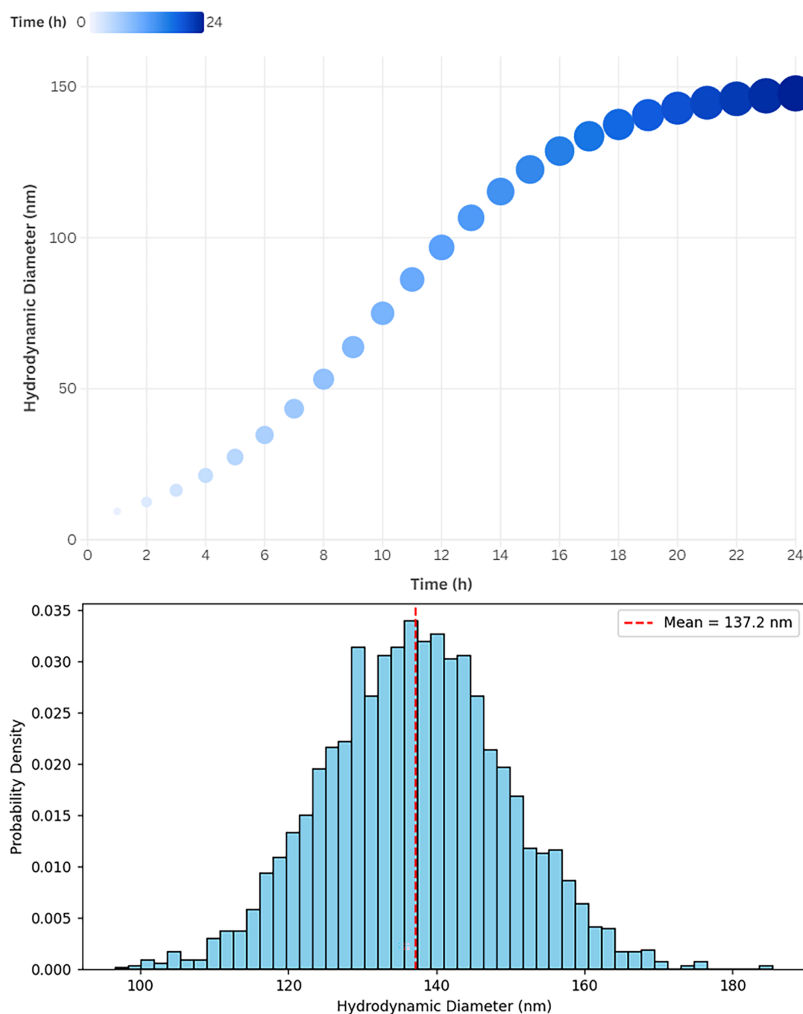 Time (h) 0 24
150
100
50
0
Hydrodynamic Diameter (nm)
0 2 4 6 8 10 12 14 16 18 20 22 24
Time (h)
0.035
0.030
0.025
0.020
0.015
0.010
0.005
0.000
Probability Density
Mean = 137.2 nm
100 120 140 160 180
Hydrodynamic Diameter (nm)